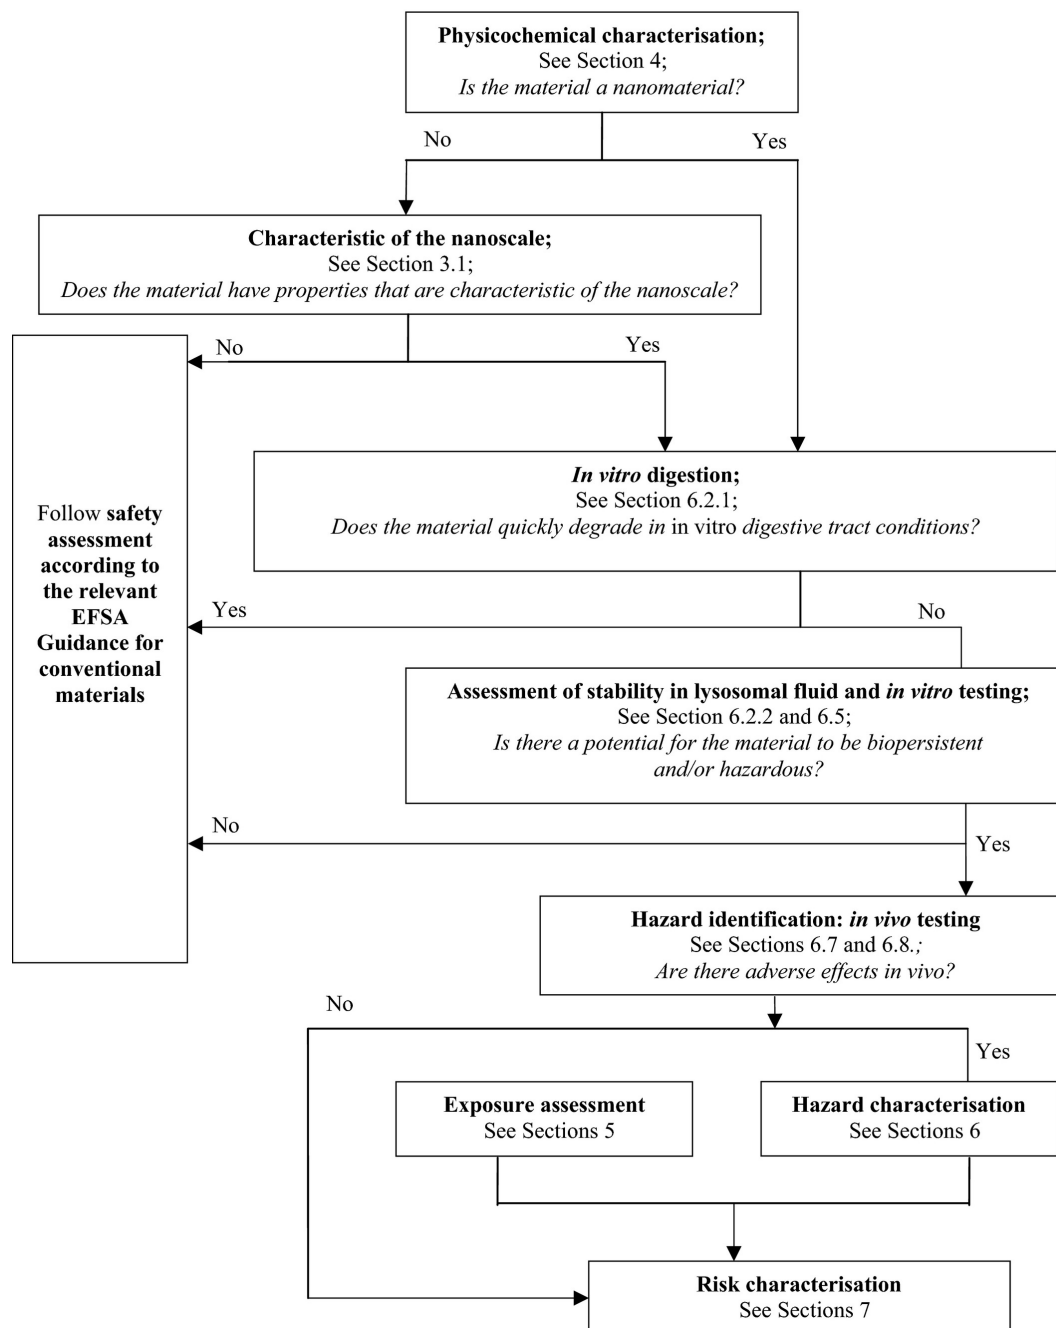 Physicochemical characterisation;
See Section 4;
Is the material a nanomaterial?
No
Yes
Characteristic of the nanoscale;
See Section 3.1;
Does the material have properties that are characteristic of the nanoscale?
No
Yes
In vitro digestion;
See Section 6.2.1;
Does the material quickly degrade in in vitro digestive tract conditions?
Follow safety
assessment
according to
the relevant
EFSA
Guidance for
conventional
materials
Yes
No
Assessment of stability in lysosomal fluid and in vitro testing;
See Section 6.2.2 and 6.5;
Is there a potential for the material to be biopersistent
and/or hazardous?
No
Yes
Hazard identification: in vivo testing
See Sections 6.7 and 6.8.;
Are there adverse effects in vivo?
No
Yes
Exposure assessment
See Sections 5
Hazard characterisation
See Sections 6
Risk characterisation
See Sections 7